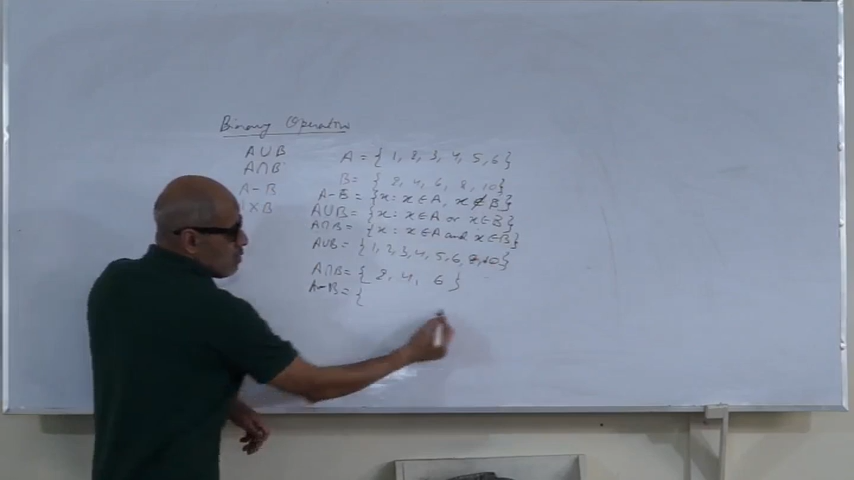 Binary Operators
A∪B
A∩B
A-B
A×B
A = {1, 2, 3, 4, 5, 6}
B = {2, 4, 6, 8, 10}
A-B = {x: x∈A, x∉B}
A∪B = {x: x∈A or x∈B}
A∩B = {x: x∈A and x∈B}
A∪B = {1, 2, 3, 4, 5, 6, 8, 10}
A∩B = {2, 4, 6}
A-B = {